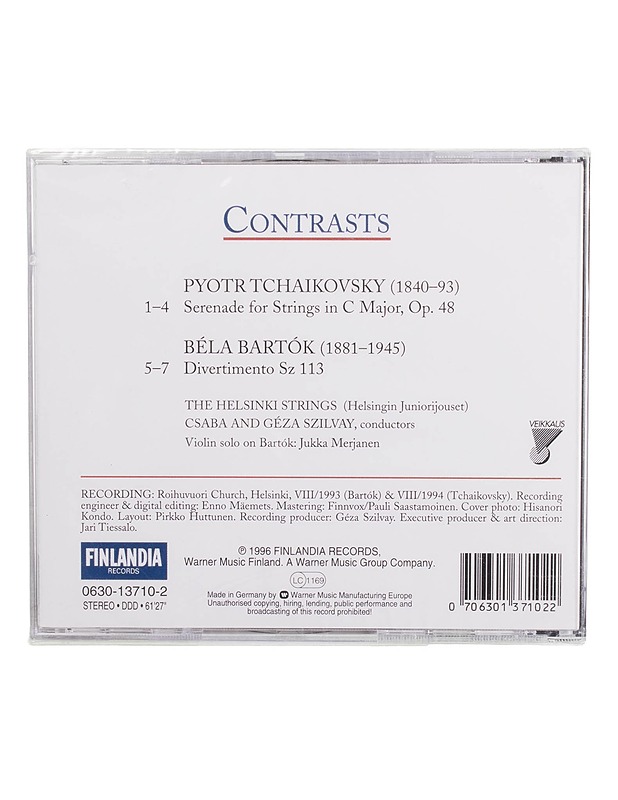 CONTRASTS
PYOTR TCHAIKOVSKY (1840–93)
1–4 Serenade for Strings in C Major, Op. 48
BÉLA BARTÓK (1881–1945)
5–7 Divertimento Sz 113
THE HELSINKI STRINGS (Helsingin Juniorijouset)
CSABA AND GÉZA SZILVAY, conductors
Violin solo on Bartók: Jukka Merjanen
VEIKKAUS
RECORDING: Roihuvuori Church, Helsinki, VIII/1993 (Bartók) & VIII/1994 (Tchaikovsky). Recording
engineer & digital editing: Enno Mäemets. Mastering: Finnvox/Pauli Saastamoinen. Cover photo: Hisanori
Kondo. Layout: Pirkko Huttunen. Recording producer: Géza Szilvay. Executive producer & art direction:
Jari Tiessalo.
FINLANDIA
RECORDS
0630-13710-2
STEREO • DDD • 61'27"
℗ 1996 FINLANDIA RECORDS,
Warner Music Finland. A Warner Music Group Company.
LC 1169
Made in Germany by Warner Music Manufacturing Europe
Unauthorised copying, hiring, lending, public performance and
broadcasting of this record prohibited!
0 706301 371022